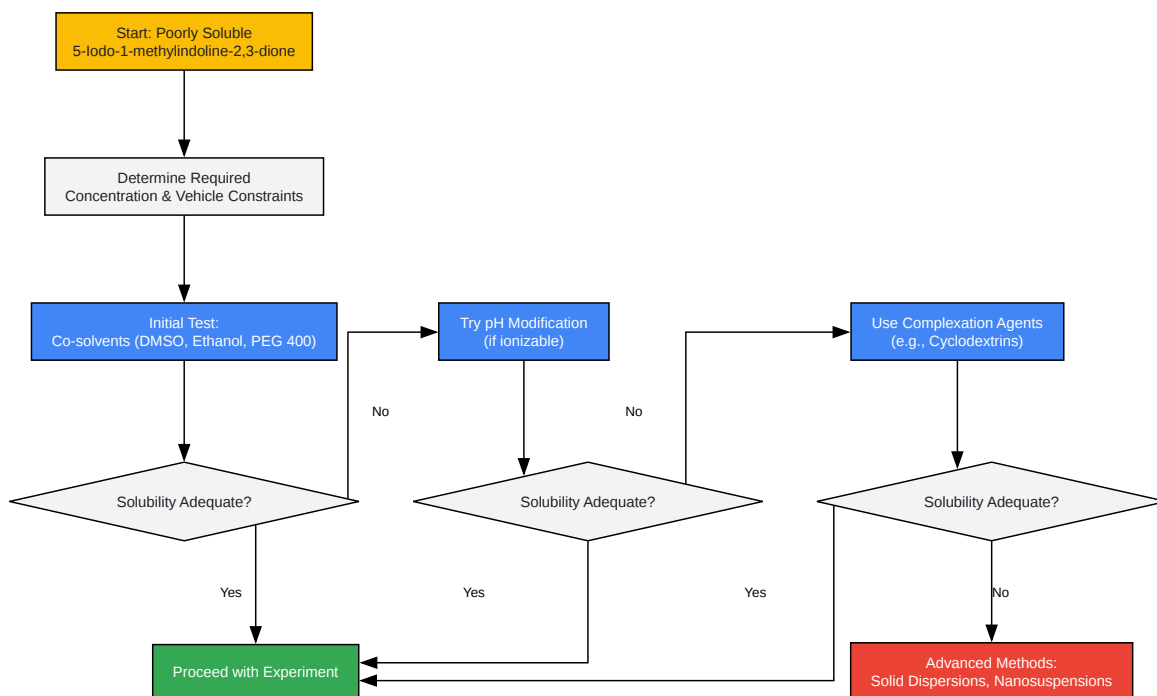 Start: Poorly Soluble
5-Iodo-1-methylindoline-2,3-dione
Determine Required
Concentration & Vehicle Constraints
Initial Test:
Co-solvents (DMSO, Ethanol, PEG 400)
Try pH Modification
(if ionizable)
Use Complexation Agents
(e.g., Cyclodextrins)
No
No
Solubility Adequate?
Solubility Adequate?
Solubility Adequate?
Yes
Yes
Yes
No
Proceed with Experiment
Advanced Methods:
Solid Dispersions, Nanosuspensions